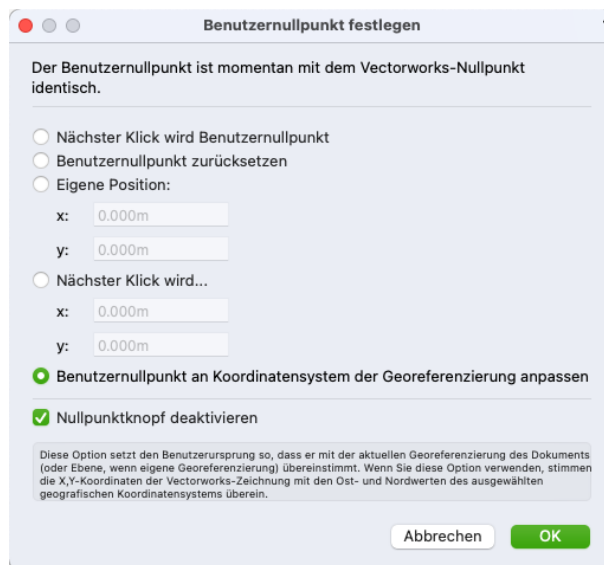 Benutzernullpunkt festlegen
Der Benutzernullpunkt ist momentan mit dem Vectorworks-Nullpunkt
identisch.
Nächster Klick wird Benutzernullpunkt
Benutzernullpunkt zurücksetzen
Eigene Position:
x: 0.000m
y: 0.000m
Nächster Klick wird...
x: 0.000m
y: 0.000m
Benutzernullpunkt an Koordinatensystem der Georeferenzierung anpassen
Nullpunktknopf deaktivieren
Diese Option setzt den Benutzerursprung so, dass er mit der aktuellen Georeferenzierung des Dokuments
(oder Ebene, wenn eigene Georeferenzierung) übereinstimmt. Wenn Sie diese Option verwenden, stimmen
die X,Y-Koordinaten der Vectorworks-Zeichnung mit den Ost- und Nordwerten des ausgewählten
geografischen Koordinatensystems überein.
Abbrechen OK